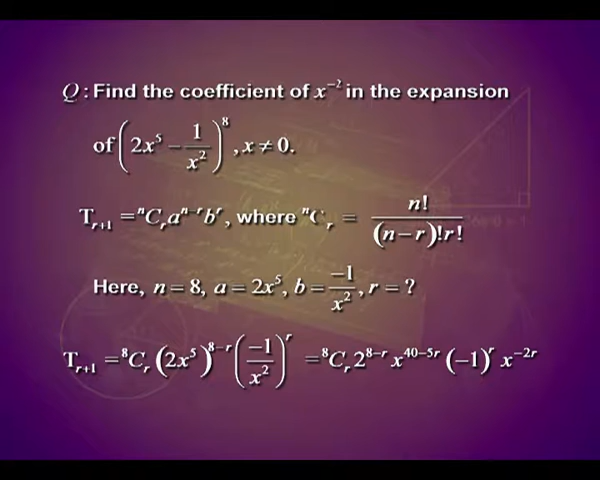 Q : Find the coefficient of x⁻² in the expansion
of (2x⁵ − 1/x²)⁸, x ≠ 0.
Tᵣ₊₁ = ⁿCᵣaⁿ⁻ʳbʳ, where ⁿCᵣ = n!/(n−r)!r!
Here, n = 8, a = 2x⁵, b = −1/x², r = ?
Tᵣ₊₁ = ⁸Cᵣ (2x⁵)⁸⁻ʳ (−1/x²)ʳ = ⁸Cᵣ 2⁸⁻ʳ x⁴⁰⁻⁵ʳ (−1)ʳ x⁻²ʳ